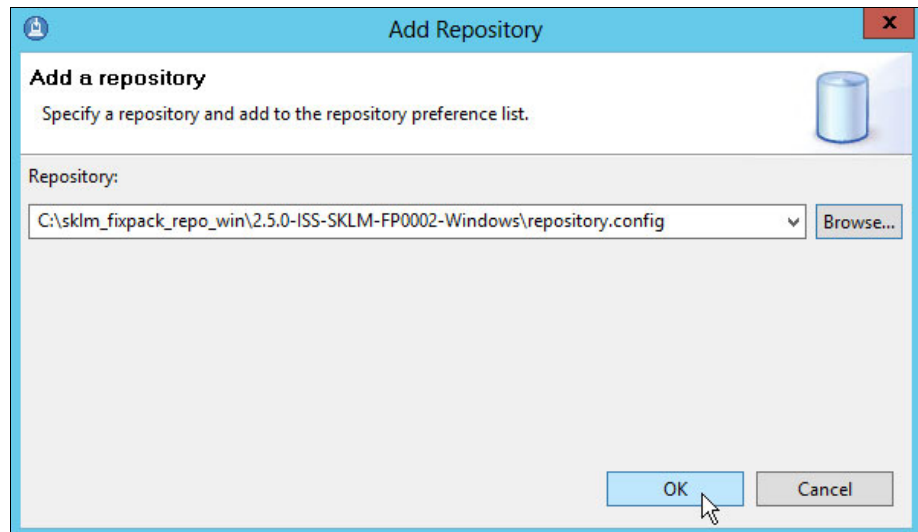 Add Repository
x
Add a repository
Specify a repository and add to the repository preference list.
Repository:
C:\sklm_fixpack_repo_win\2.5.0-ISS-SKLM-FP0002-Windows\repository.config
Browse...
OK
Cancel